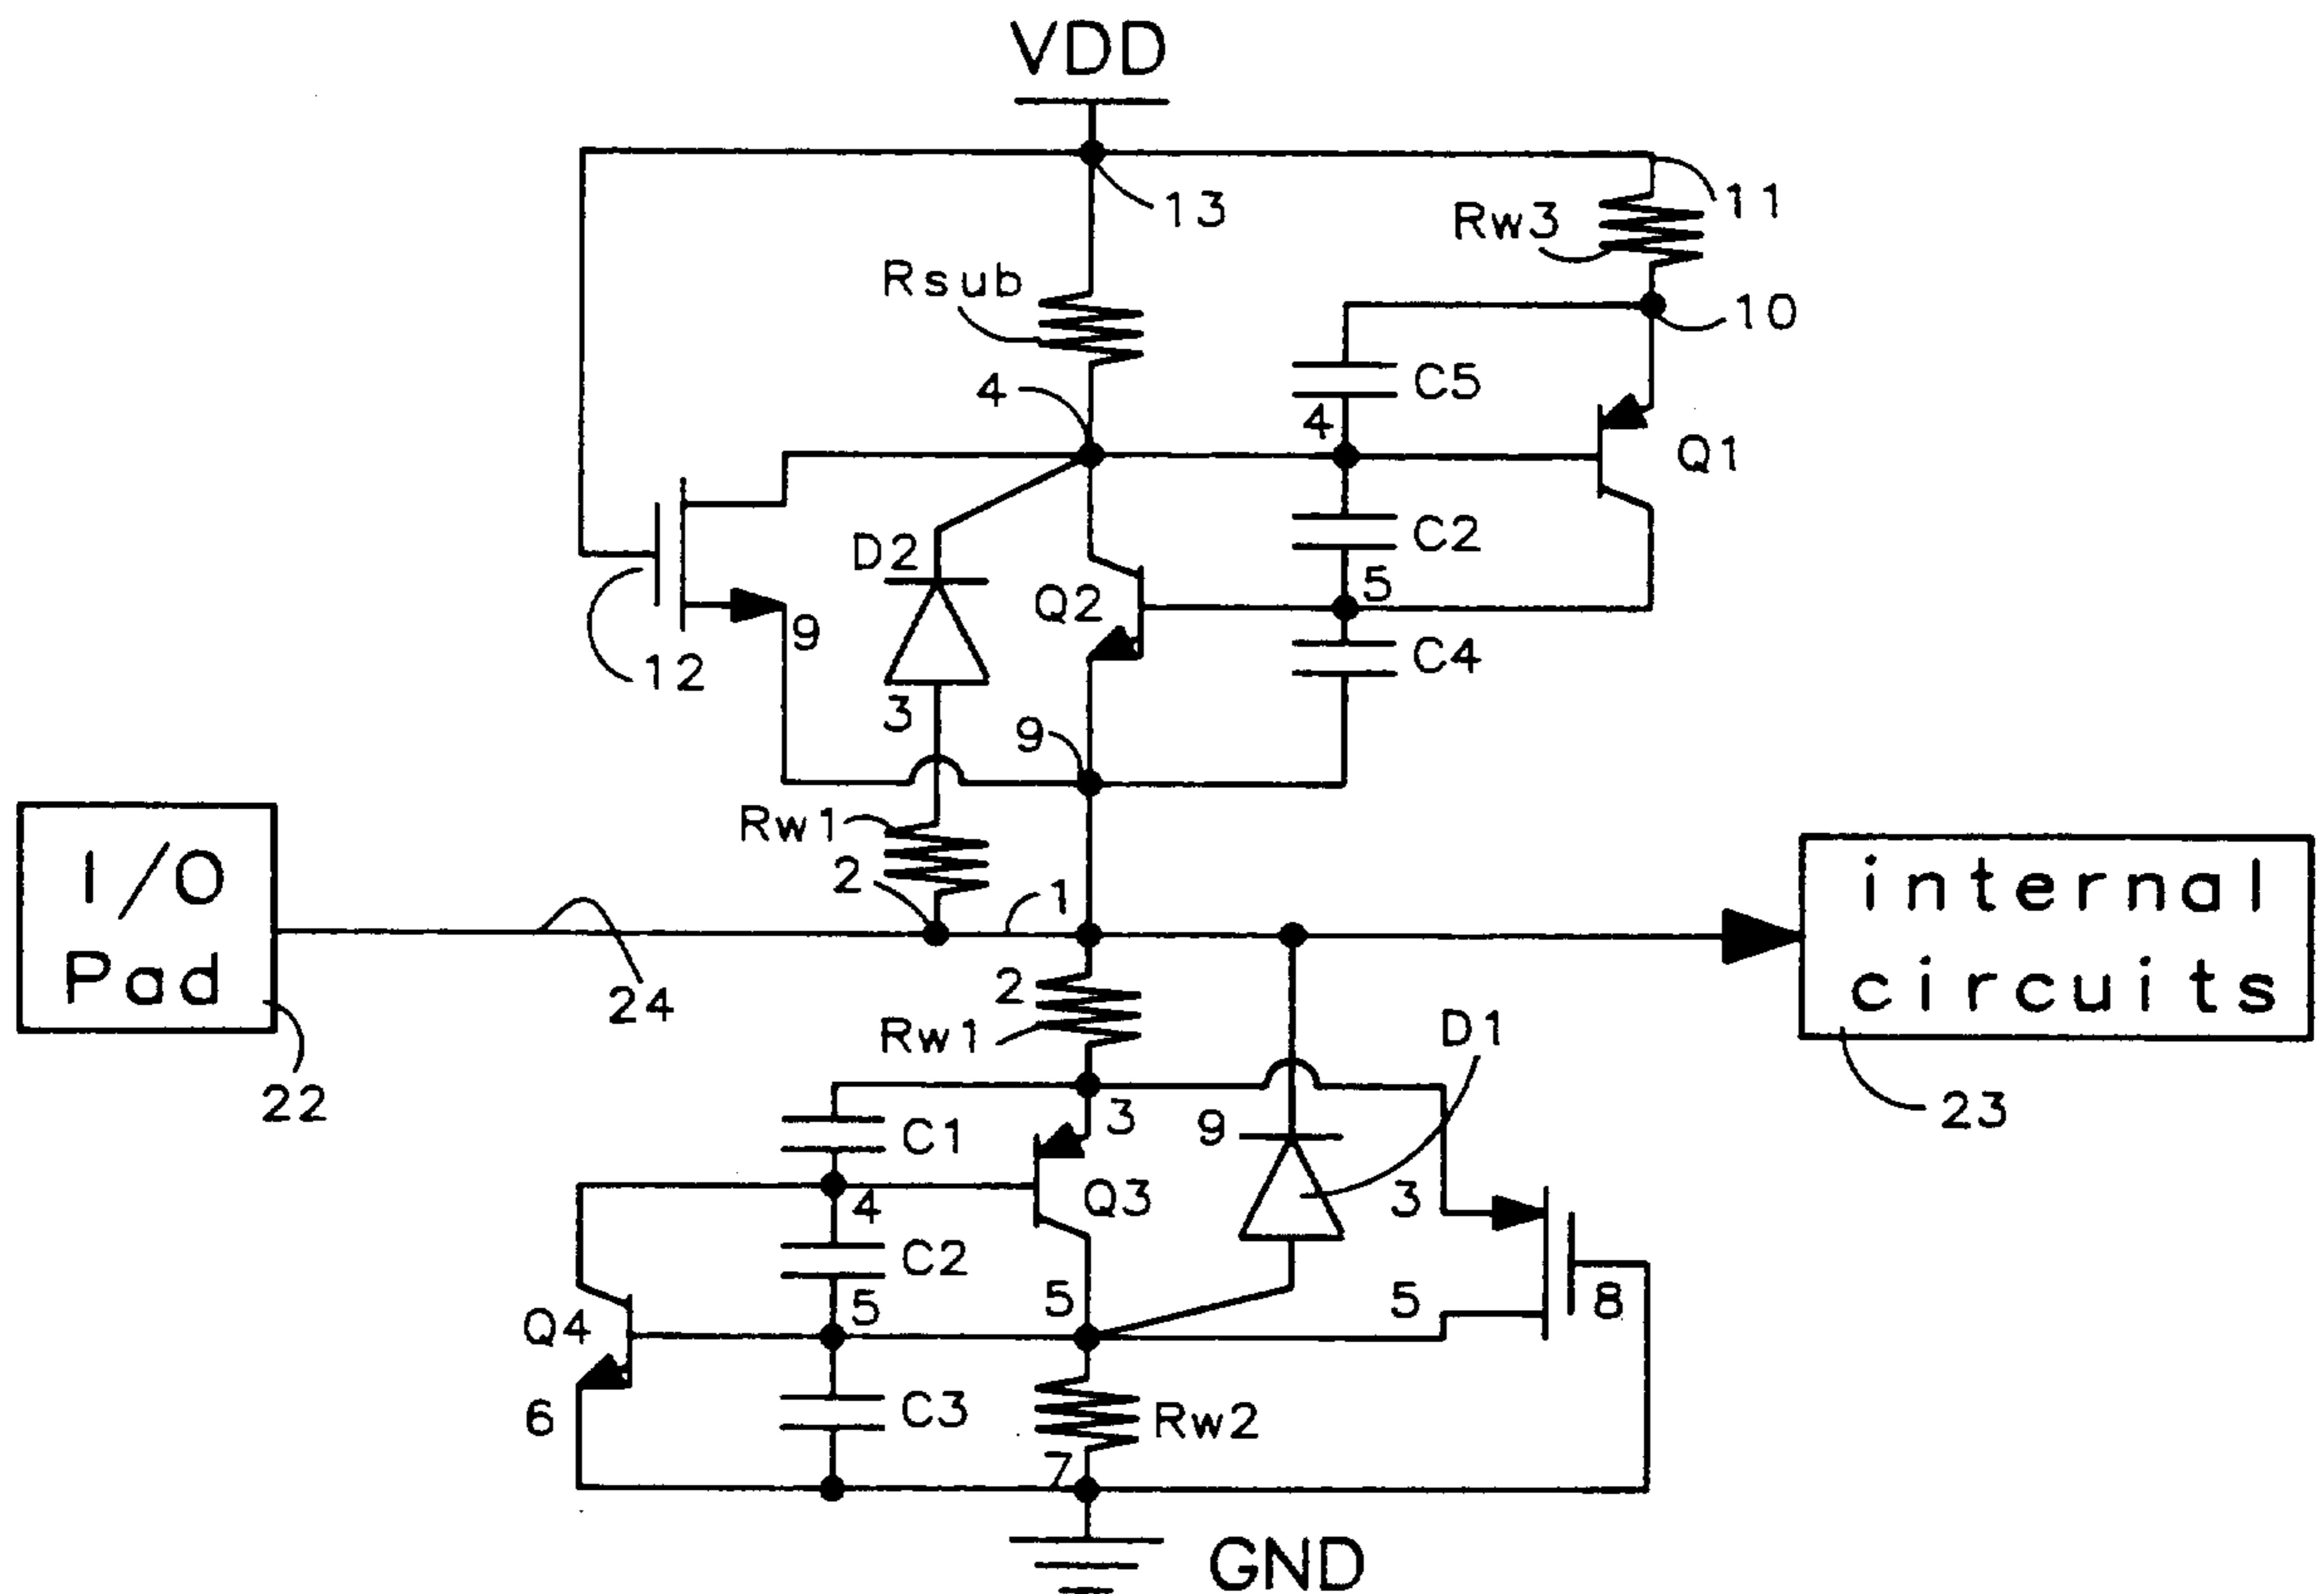 VDD
13
11
Rw3
Rsub
10
4
C5
4
Q1
D2
C2
5
Q2
9
12
C4
3
9
Rw1
2
1
I/O
Pad
internal
circuits
24
2
Rw1
D1
22
23
3
9
C1
4
Q3
3
C2
5
5
5
8
Q4
6
C3
Rw2
7
GND